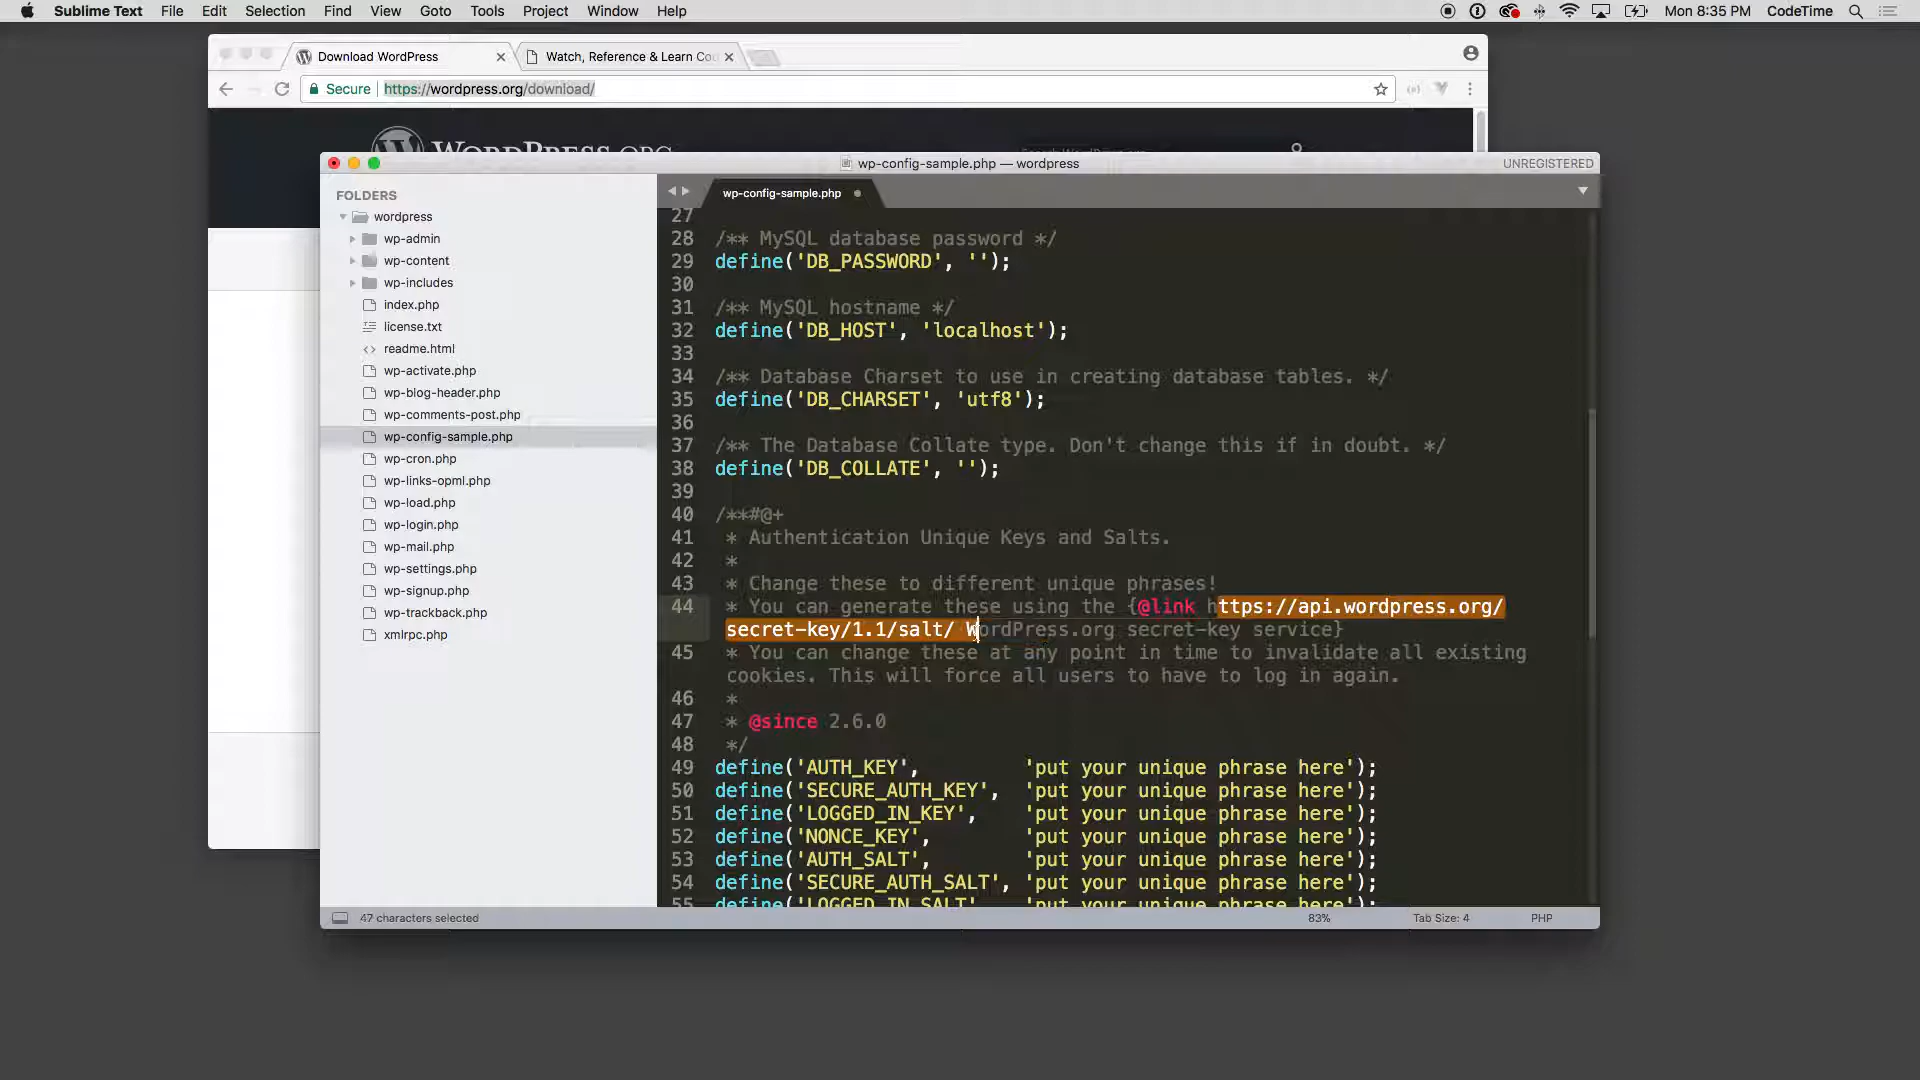 Sublime Text File Edit Selection Find View Goto Tools Project Window Help Mon 8:35 PM CodeTime
Download WordPress Watch, Reference & Learn Co
Secure https://wordpress.org/download/
WORDPRESS.ORG
wp-config-sample.php — wordpress UNREGISTERED
FOLDERS
wordpress
wp-admin
wp-content
wp-includes
index.php
license.txt
readme.html
wp-activate.php
wp-blog-header.php
wp-comments-post.php
wp-config-sample.php
wp-cron.php
wp-links-opml.php
wp-load.php
wp-login.php
wp-mail.php
wp-settings.php
wp-signup.php
wp-trackback.php
xmlrpc.php
wp-config-sample.php
27
28 /** MySQL database password */
29 define('DB_PASSWORD', '');
30
31 /** MySQL hostname */
32 define('DB_HOST', 'localhost');
33
34 /** Database Charset to use in creating database tables. */
35 define('DB_CHARSET', 'utf8');
36
37 /** The Database Collate type. Don't change this if in doubt. */
38 define('DB_COLLATE', '');
39
40 /**#@+
41 * Authentication Unique Keys and Salts.
42 *
43 * Change these to different unique phrases!
44 * You can generate these using the {@link https://api.wordpress.org/
secret-key/1.1/salt/ WordPress.org secret-key service}
45 * You can change these at any point in time to invalidate all existing
cookies. This will force all users to have to log in again.
46 *
47 * @since 2.6.0
48 */
49 define('AUTH_KEY', 'put your unique phrase here');
50 define('SECURE_AUTH_KEY', 'put your unique phrase here');
51 define('LOGGED_IN_KEY', 'put your unique phrase here');
52 define('NONCE_KEY', 'put your unique phrase here');
53 define('AUTH_SALT', 'put your unique phrase here');
54 define('SECURE_AUTH_SALT', 'put your unique phrase here');
55 define('LOGGED_IN_SALT', 'put your unique phrase here');
47 characters selected 83% Tab Size: 4 PHP